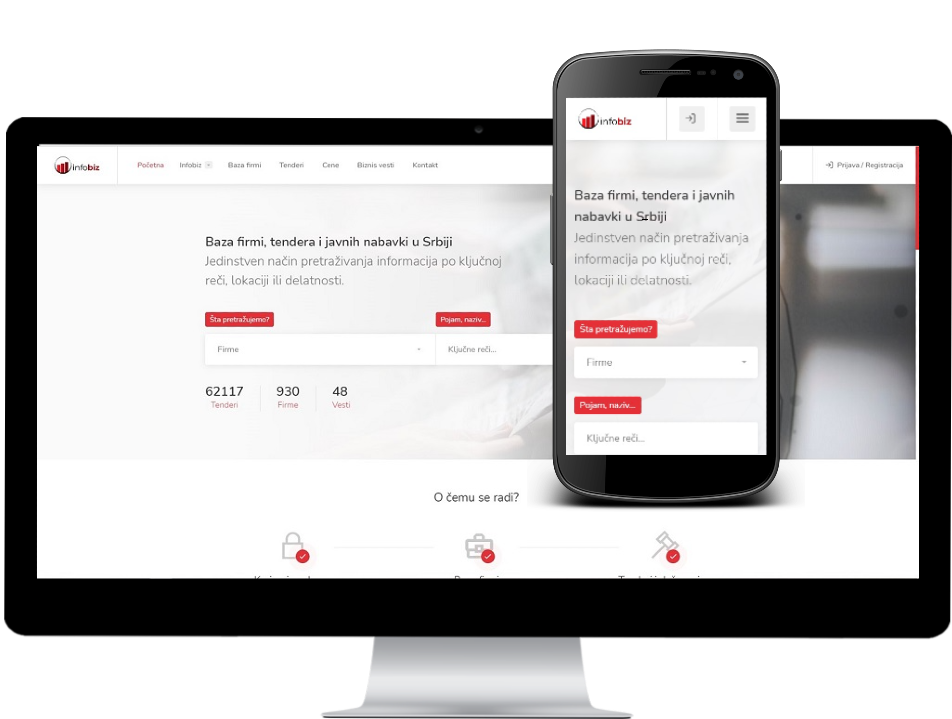 infobiz
Početna
Infobiz
Baza firmi
Tenderi
Cene
Biznis vesti
Kontakt
Prijava / Registracija
Baza firmi, tendera i javnih nabavki u Srbiji
Jedinstven način pretraživanja informacija po ključnoj
reči, lokaciji ili delatnosti.
Šta pretražujemo?
Pojam, naziv...
Firme
Ključne reči...
62117
Tenderi
930
Firme
48
Vesti
O čemu se radi?
infobiz
Baza firmi, tendera i javnih
nabavki u Srbiji
Jedinstven način pretraživanja
informacija po ključnoj reči,
lokaciji ili delatnosti.
Šta pretražujemo?
Firme
Pojam, naziv...
Ključne reči...